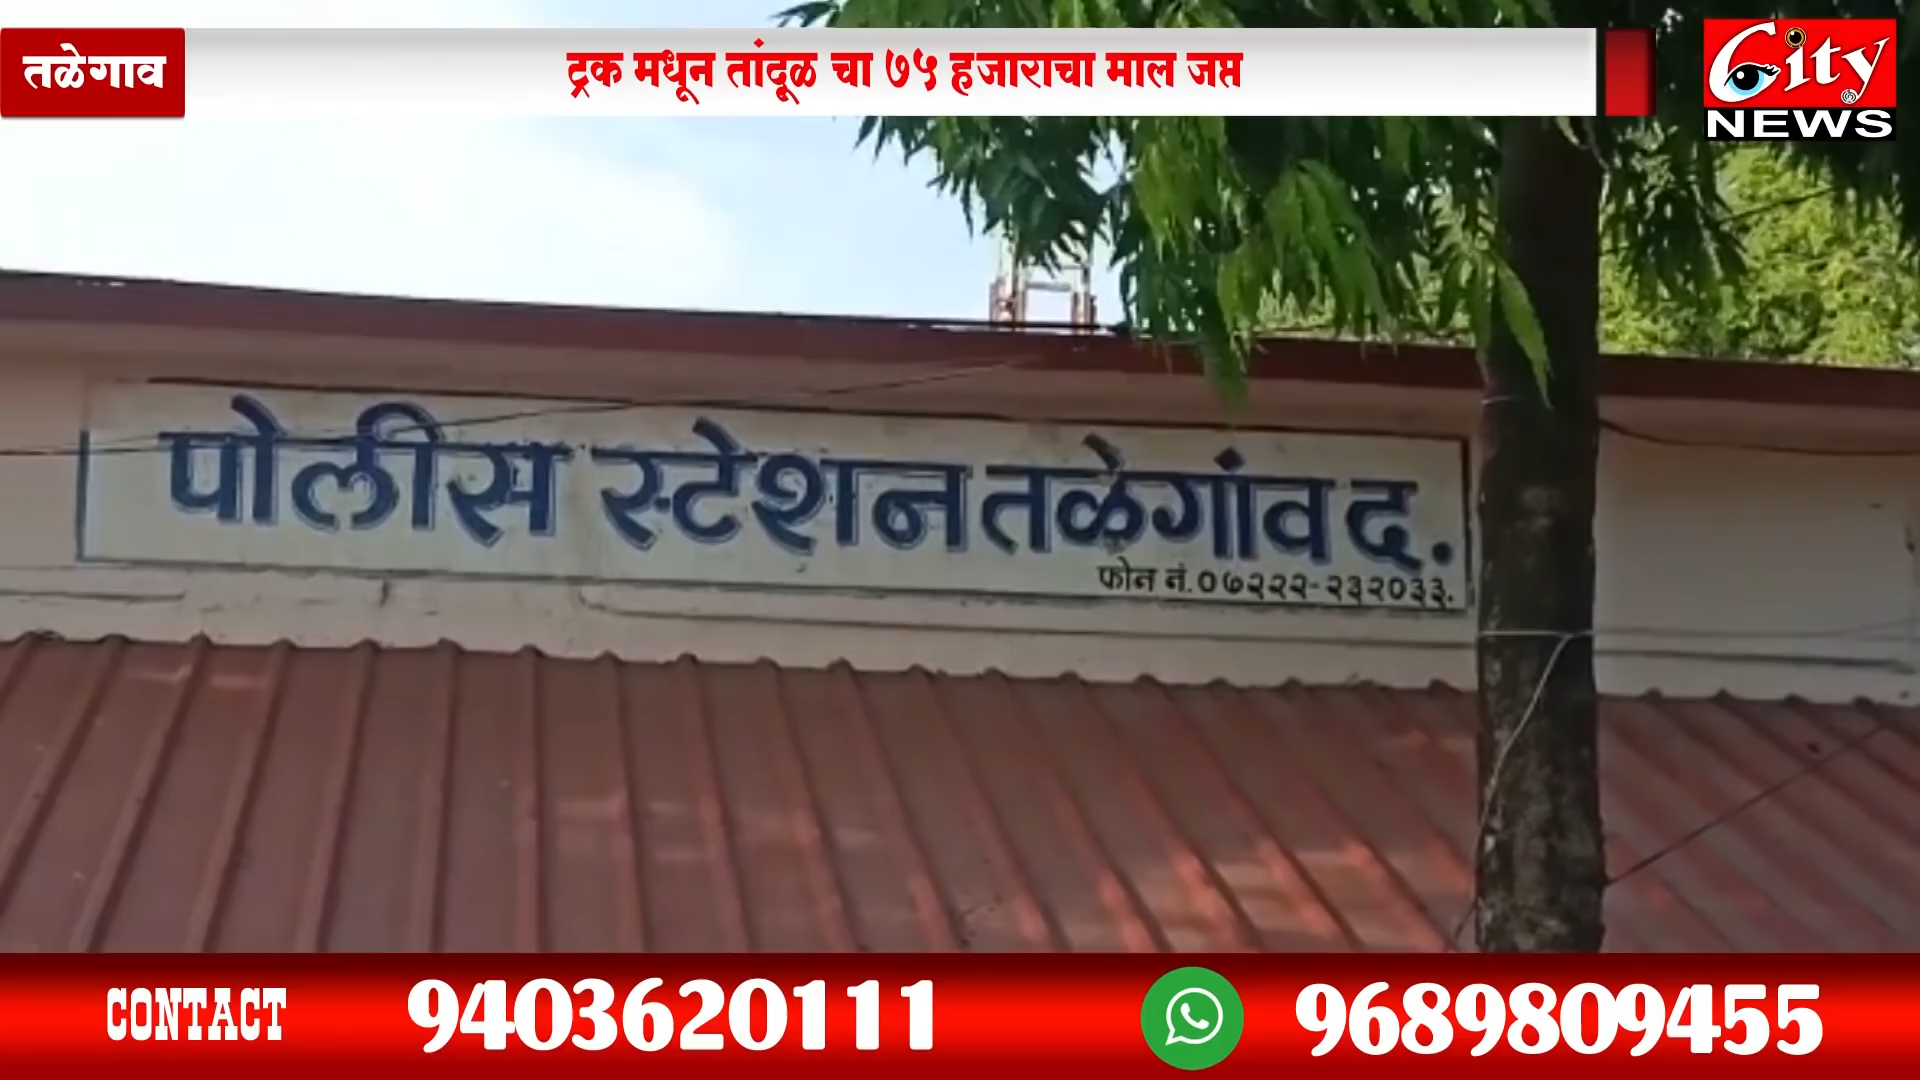 तळेगाव
ट्रक मधून तांदूळ चा ७५ हजाराचा माल जप्त
City
NEWS
पोलीस स्टेशन तळेगांव द.
फोन नं. ०७२२२-२३२०३३.
CONTACT 9403620111 9689809455